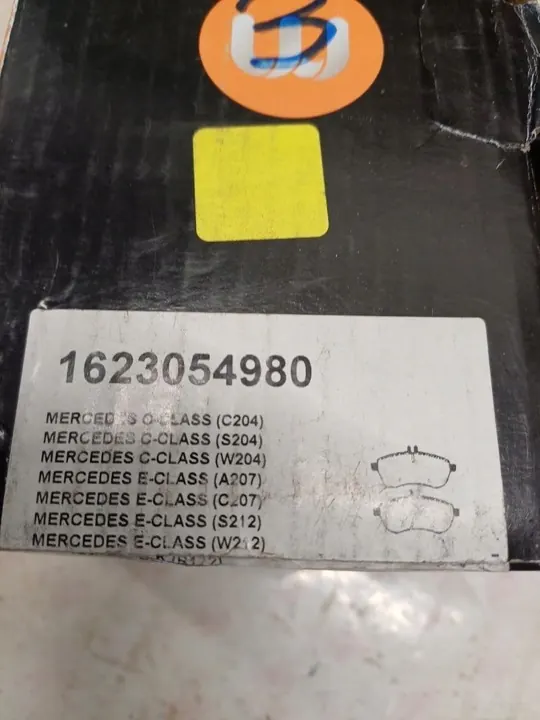 3
1623054980
MERCEDES C-CLASS (C204)
MERCEDES C-CLASS (S204)
MERCEDES C-CLASS (W204)
MERCEDES E-CLASS (A207)
MERCEDES E-CLASS (C207)
MERCEDES E-CLASS (S212)
MERCEDES E-CLASS (W212)